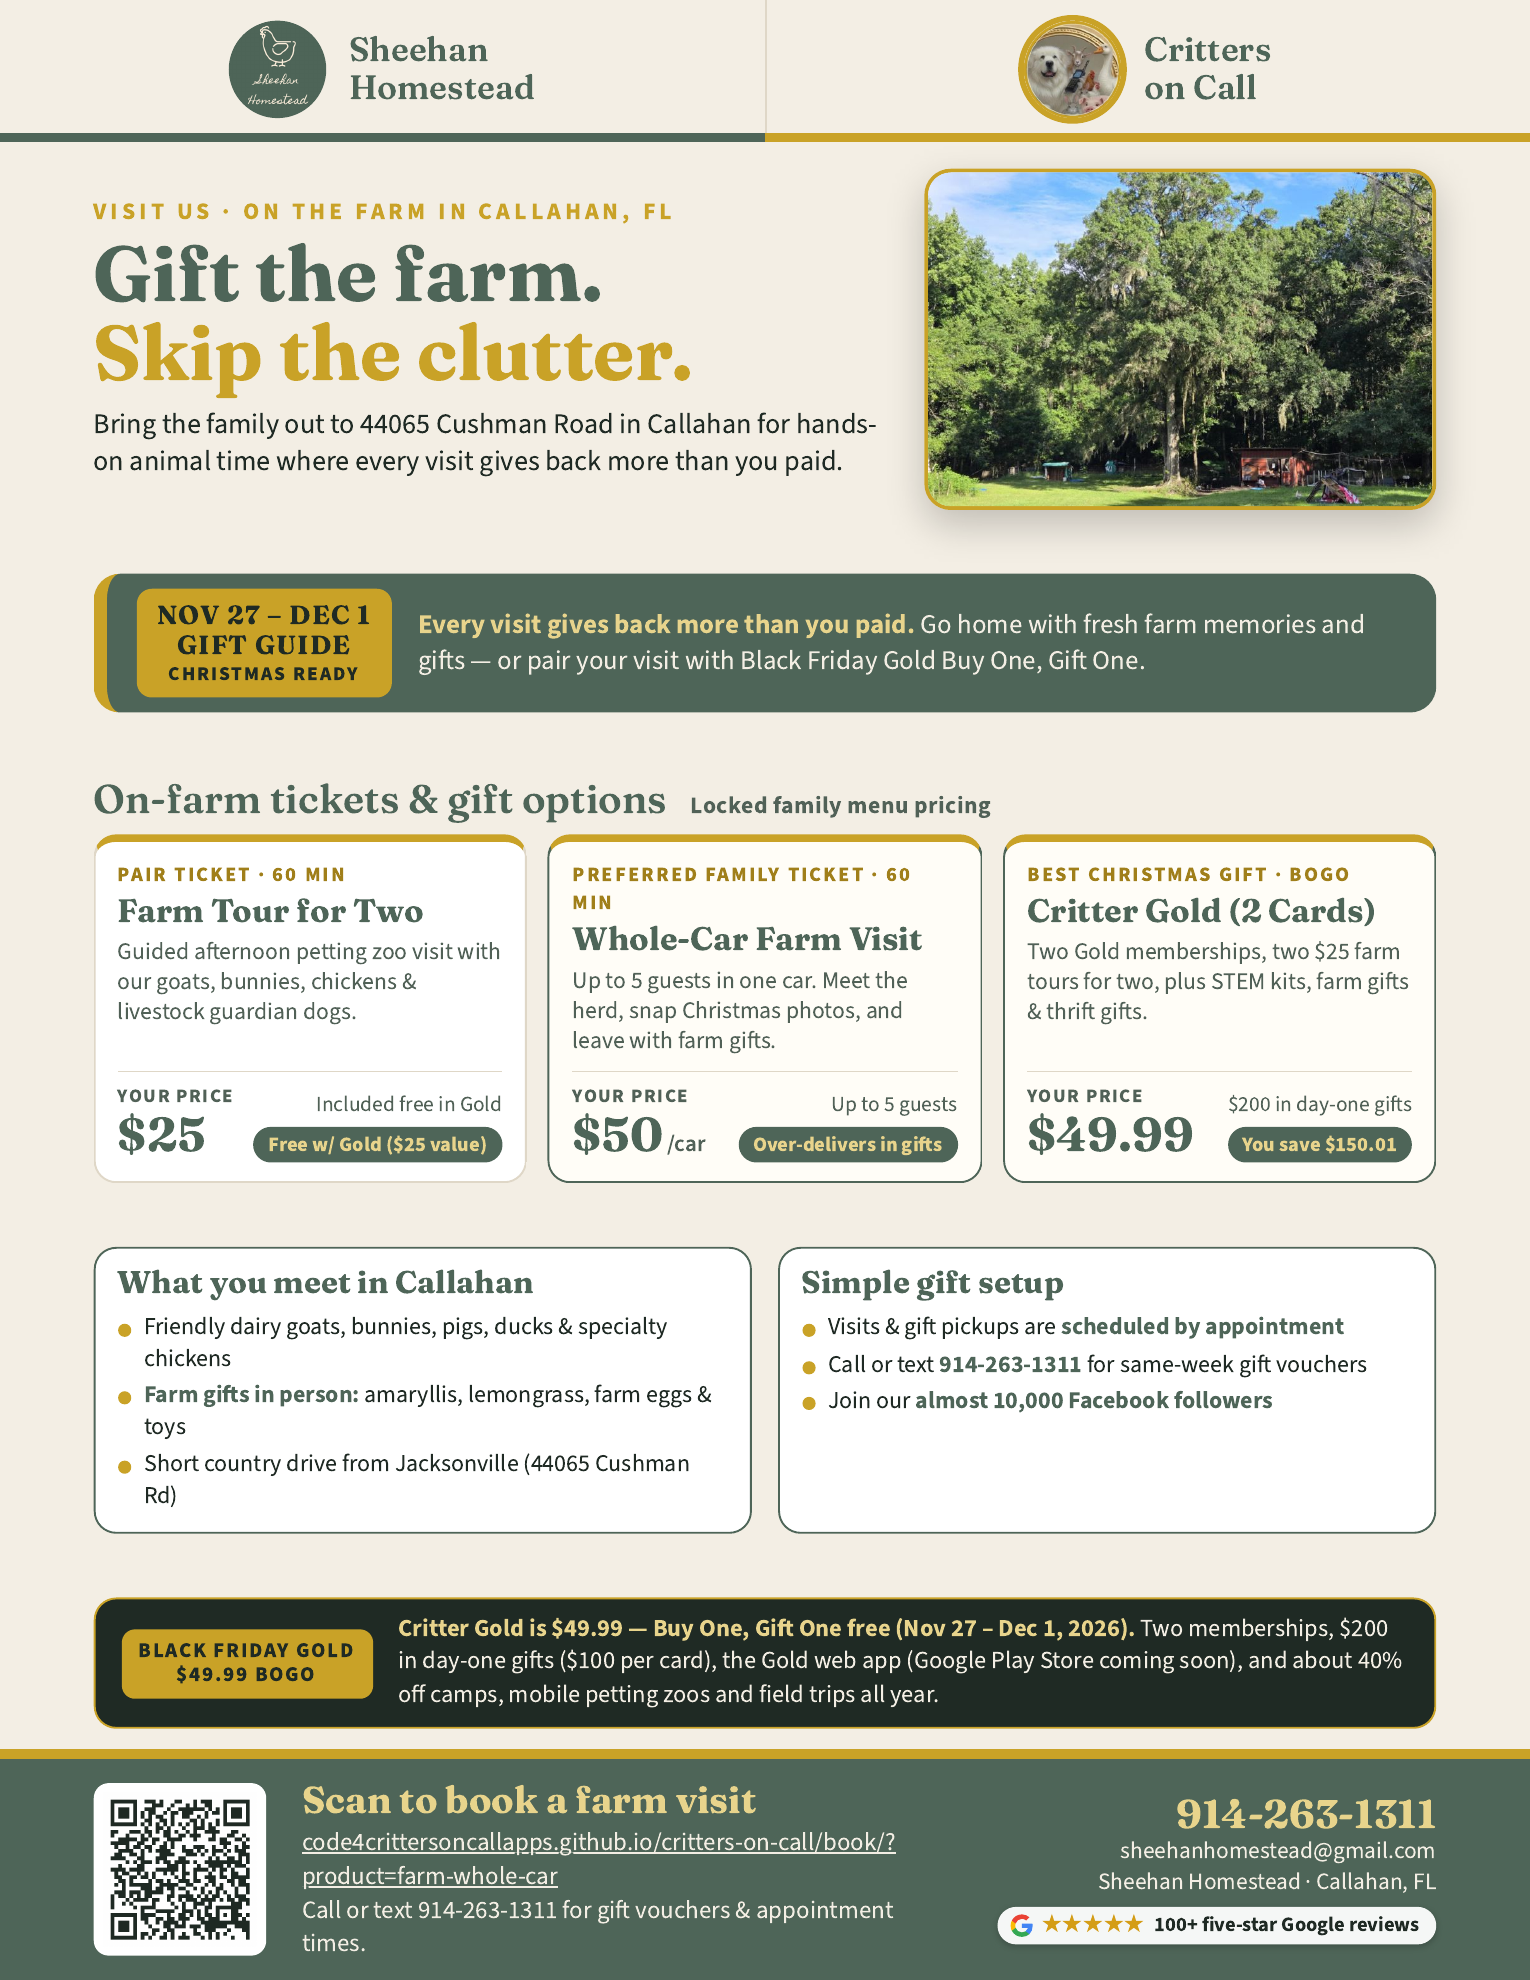 Sheehan
Homestead
Sheehan
Homestead
Critters
on Call
VISIT US · ON THE FARM IN CALLAHAN, FL
Gift the farm.
Skip the clutter.
Bring the family out to 44065 Cushman Road in Callahan for hands-
on animal time where every visit gives back more than you paid.
NOV 27 – DEC 1
GIFT GUIDE
CHRISTMAS READY
Every visit gives back more than you paid. Go home with fresh farm memories and
gifts — or pair your visit with Black Friday Gold Buy One, Gift One.
On-farm tickets & gift options Locked family menu pricing
PAIR TICKET · 60 MIN
Farm Tour for Two
Guided afternoon petting zoo visit with
our goats, bunnies, chickens &
livestock guardian dogs.
YOUR PRICE
$25
Included free in Gold
Free w/ Gold ($25 value)
PREFERRED FAMILY TICKET · 60
MIN
Whole-Car Farm Visit
Up to 5 guests in one car. Meet the
herd, snap Christmas photos, and
leave with farm gifts.
YOUR PRICE
$50 /car
Up to 5 guests
Over-delivers in gifts
BEST CHRISTMAS GIFT · BOGO
Critter Gold (2 Cards)
Two Gold memberships, two $25 farm
tours for two, plus STEM kits, farm gifts
& thrift gifts.
YOUR PRICE
$49.99
$200 in day-one gifts
You save $150.01
What you meet in Callahan
Friendly dairy goats, bunnies, pigs, ducks & specialty
chickens
Farm gifts in person: amaryllis, lemongrass, farm eggs &
toys
Short country drive from Jacksonville (44065 Cushman
Rd)
Simple gift setup
Visits & gift pickups are scheduled by appointment
Call or text 914-263-1311 for same-week gift vouchers
Join our almost 10,000 Facebook followers
BLACK FRIDAY GOLD
$49.99 BOGO
Critter Gold is $49.99 — Buy One, Gift One free (Nov 27 – Dec 1, 2026). Two memberships, $200
in day-one gifts ($100 per card), the Gold web app (Google Play Store coming soon), and about 40%
off camps, mobile petting zoos and field trips all year.
Scan to book a farm visit
code4crittersoncallapps.github.io/critters-on-call/book/?
product=farm-whole-car
Call or text 914-263-1311 for gift vouchers & appointment
times.
914-263-1311
sheehanhomestead@gmail.com
Sheehan Homestead · Callahan, FL
G ★★★★★ 100+ five-star Google reviews